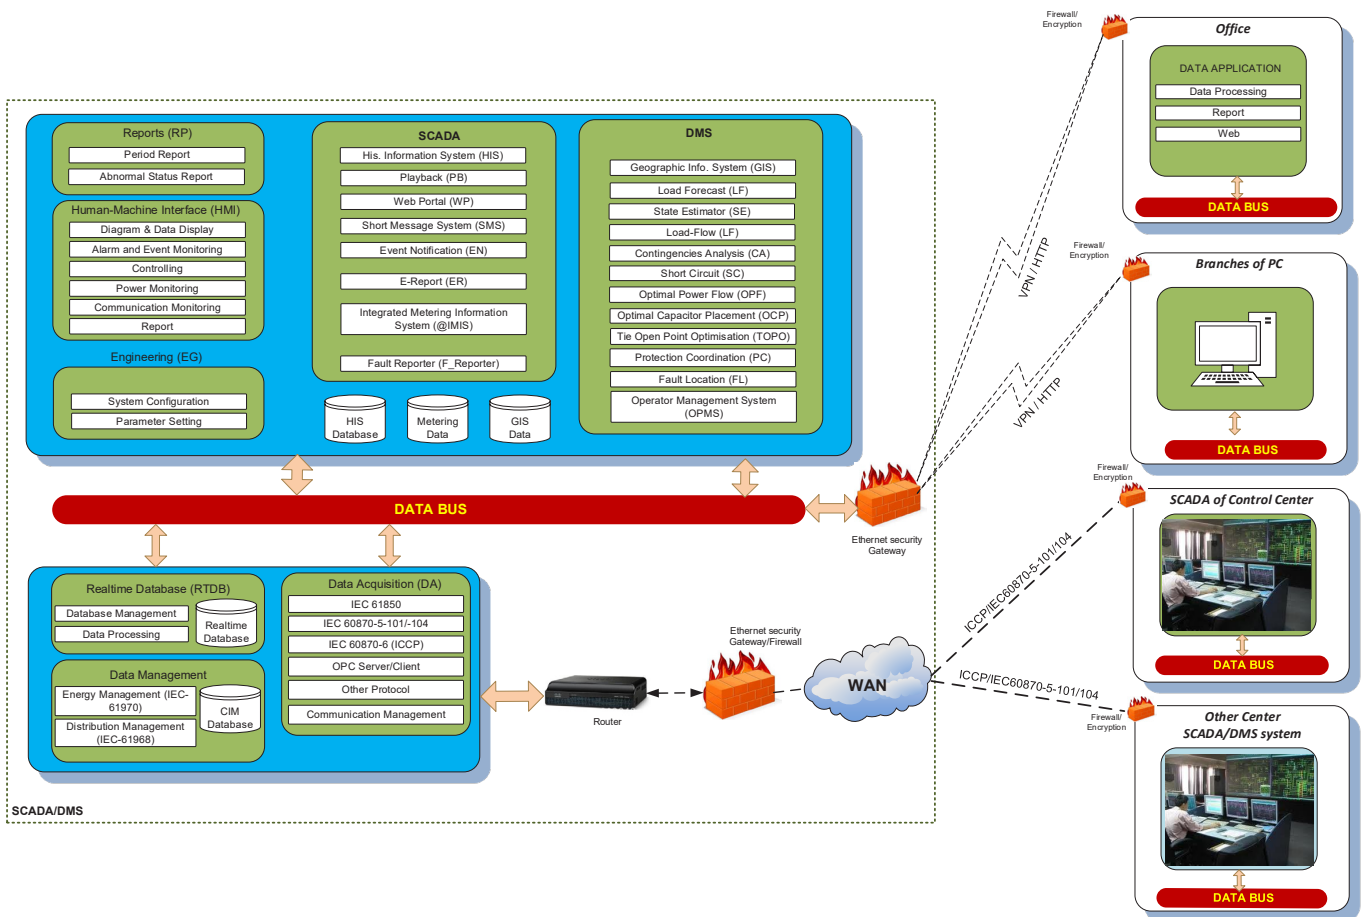 Reports (RP)
Period Report
Abnormal Status Report
Human-Machine Interface (HMI)
Diagram & Data Display
Alarm and Event Monitoring
Controlling
Power Monitoring
Communication Monitoring
Report
Engineering (EG)
System Configuration
Parameter Setting
SCADA
His. Information System (HIS)
Playback (PB)
Web Portal (WP)
Short Message System (SMS)
Event Notification (EN)
E-Report (ER)
Integrated Metering Information
System (@IMIS)
Fault Reporter (F_Reporter)
HIS
Database
Metering
Data
GIS
Data
DMS
Geographic Info. System (GIS)
Load Forecast (LF)
State Estimator (SE)
Load-Flow (LF)
Contingencies Analysis (CA)
Short Circuit (SC)
Optimal Power Flow (OPF)
Optimal Capacitor Placement (OCP)
Tie Open Point Optimisation (TOPO)
Protection Coordination (PC)
Fault Location (FL)
Operator Management System
(OPMS)
DATA BUS
Ethernet security
Gateway
Realtime Database (RTDB)
Database Management
Data Processing
Realtime
Database
Data Management
Energy Management (IEC-
61970)
Distribution Management
(IEC-61968)
CIM
Database
Data Acquisition (DA)
IEC 61850
IEC 60870-5-101/-104
IEC 60870-6 (ICCP)
OPC Server/Client
Other Protocol
Communication Management
Router
Ethernet security
Gateway/Firewall
WAN
SCADA/DMS
VPN / HTTP
VPN / HTTP
ICCP/IEC60870-5-101/104
ICCP/IEC60870-5-101/104
Firewall/
Encryption
Office
DATA APPLICATION
Data Processing
Report
Web
DATA BUS
Firewall/
Encryption
Branches of PC
DATA BUS
Firewall/
Encryption
SCADA of Control Center
DATA BUS
Firewall/
Encryption
Other Center
SCADA/DMS system
DATA BUS